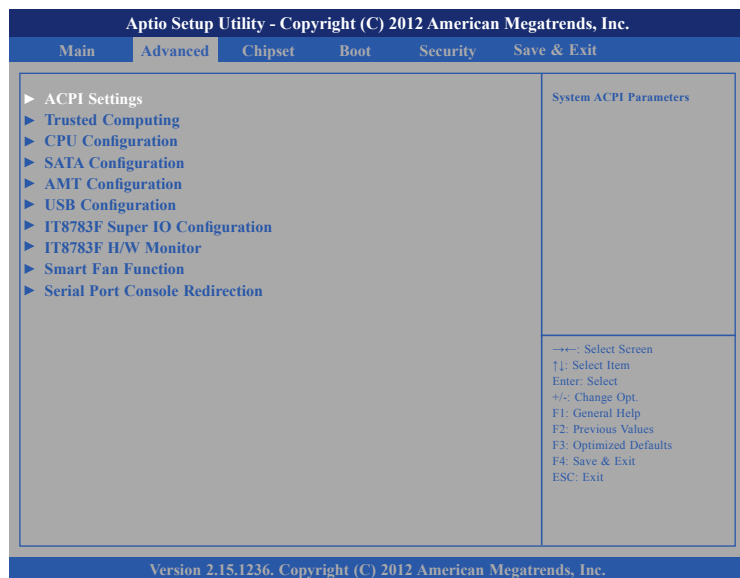 Aptio Setup Utility - Copyright (C) 2012 American Megatrends, Inc.
Main Advanced Chipset Boot Security Save & Exit
► ACPI Settings
► Trusted Computing
► CPU Configuration
► SATA Configuration
► AMT Configuration
► USB Configuration
► IT8783F Super IO Configuration
► IT8783F H/W Monitor
► Smart Fan Function
► Serial Port Console Redirection
System ACPI Parameters
→←: Select Screen
↑↓: Select Item
Enter: Select
+/-: Change Opt.
F1: General Help
F2: Previous Values
F3: Optimized Defaults
F4: Save & Exit
ESC: Exit
Version 2.15.1236. Copyright (C) 2012 American Megatrends, Inc.